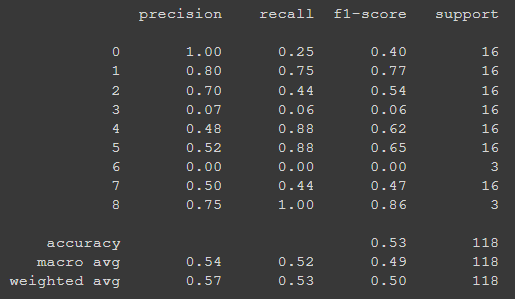 precision recall f1-score support
0 1.00 0.25 0.40 16
1 0.80 0.75 0.77 16
2 0.70 0.44 0.54 16
3 0.07 0.06 0.06 16
4 0.48 0.88 0.62 16
5 0.52 0.88 0.65 16
6 0.00 0.00 0.00 3
7 0.50 0.44 0.47 16
8 0.75 1.00 0.86 3
accuracy 0.53 118
macro avg 0.54 0.52 0.49 118
weighted avg 0.57 0.53 0.50 118